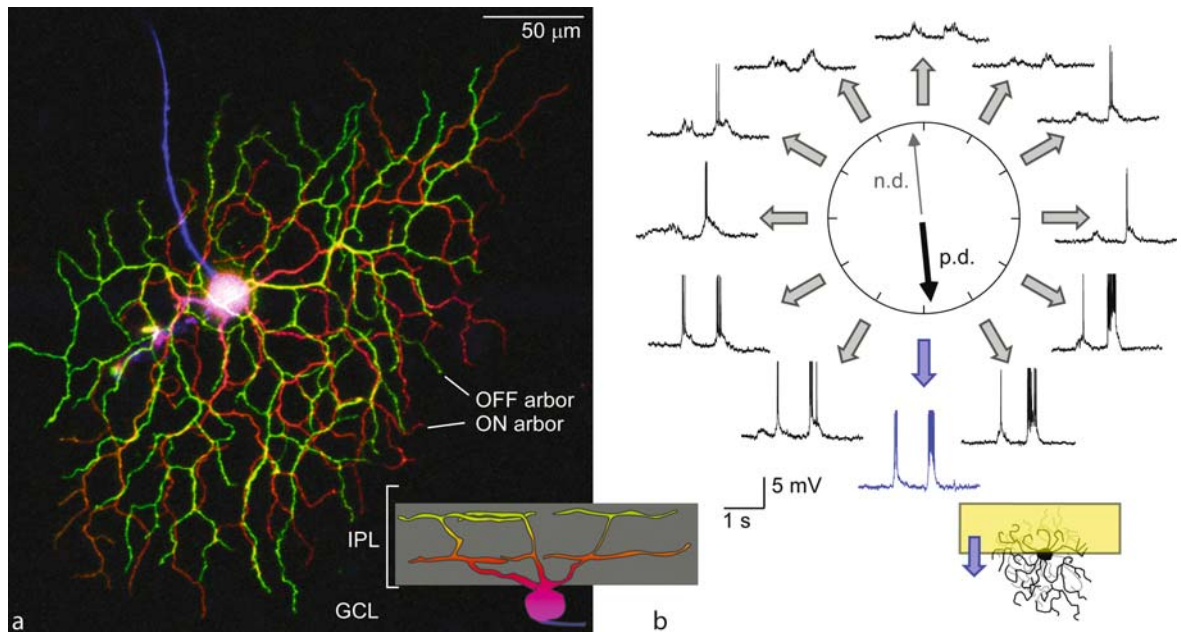 50 µm
OFF arbor
ON arbor
IPL
GCL
a
n.d.
p.d.
5 mV
1 s
b